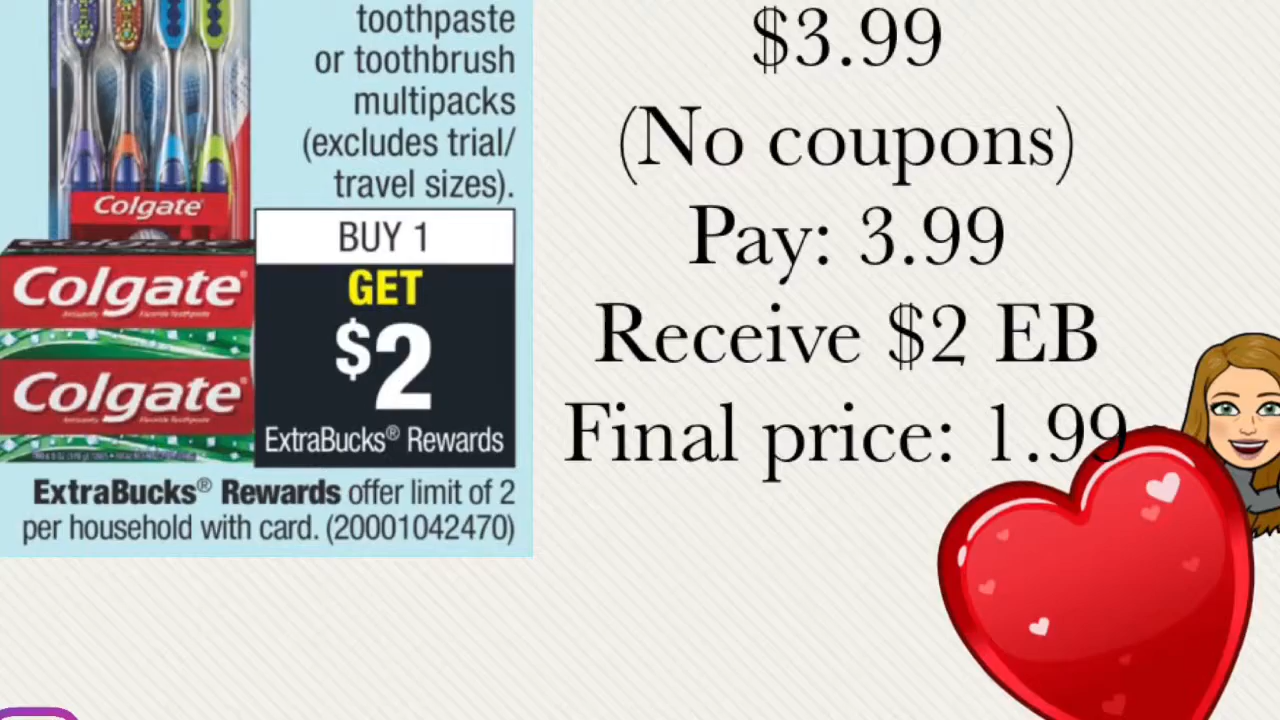 toothpaste
or toothbrush
multipacks
(excludes trial/
travel sizes).
Colgate
Colgate
Colgate
BUY 1
GET
$2
ExtraBucks® Rewards
ExtraBucks® Rewards offer limit of 2
per household with card. (20001042470)
$3.99
(No coupons)
Pay: 3.99
Receive $2 EB
Final price: 1.99